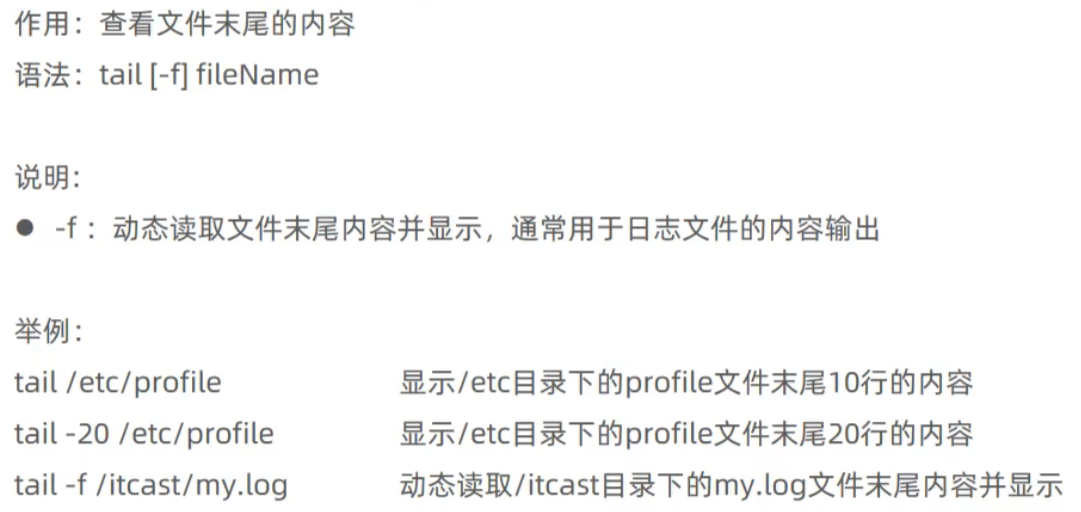 作用：查看文件末尾的内容
语法：tail [-f] fileName
说明：
● -f ：动态读取文件末尾内容并显示，通常用于日志文件的内容输出
举例：
tail /etc/profile 显示/etc目录下的profile文件末尾10行的内容
tail -20 /etc/profile 显示/etc目录下的profile文件末尾20行的内容
tail -f /itcast/my.log 动态读取/itcast目录下的my.log文件末尾内容并显示